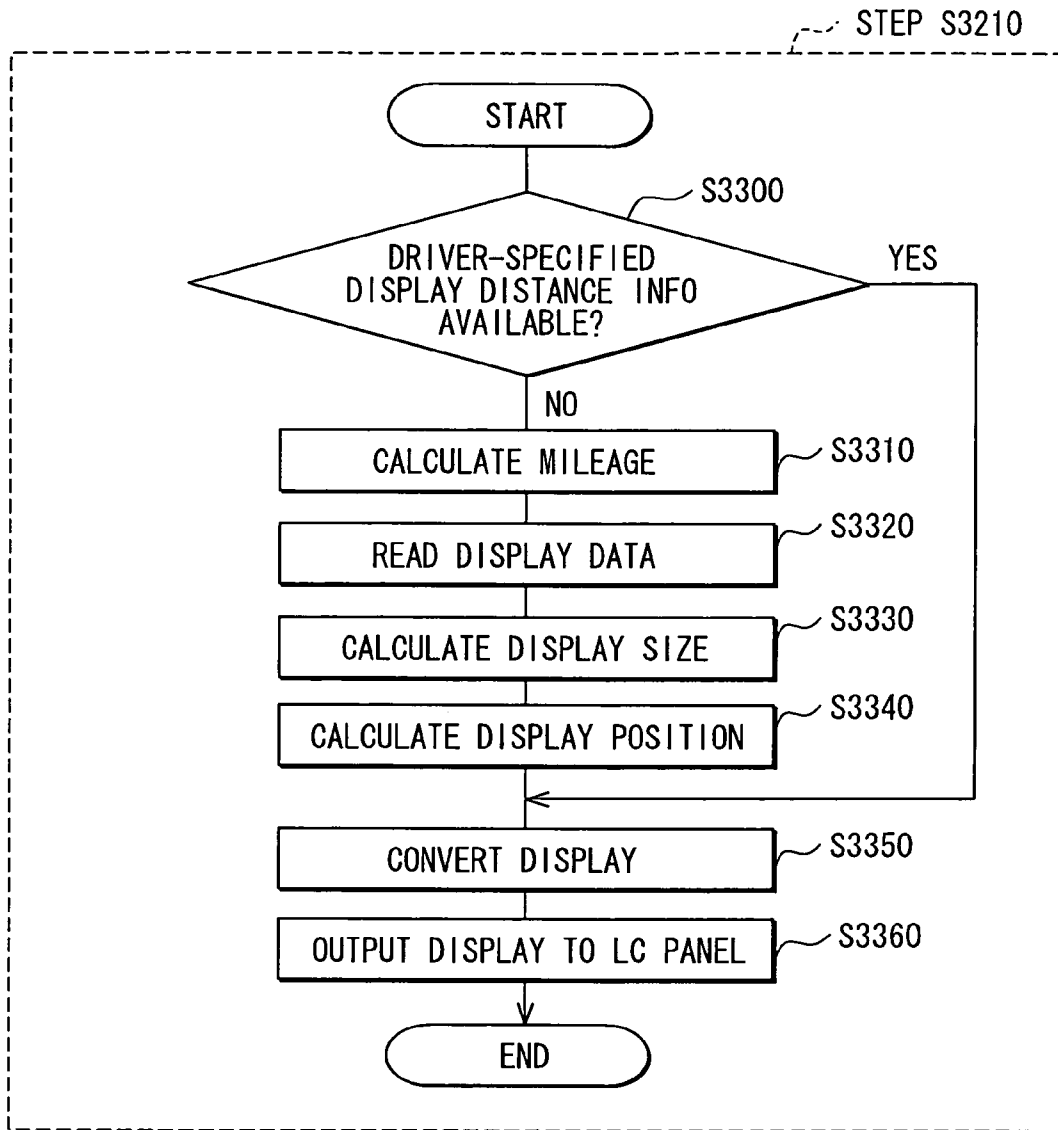 STEP S3210
START
S3300
DRIVER-SPECIFIED
DISPLAY DISTANCE INFO
AVAILABLE?
YES
NO
CALCULATE MILEAGE
S3310
READ DISPLAY DATA
S3320
CALCULATE DISPLAY SIZE
S3330
CALCULATE DISPLAY POSITION
S3340
CONVERT DISPLAY
S3350
OUTPUT DISPLAY TO LC PANEL
S3360
END